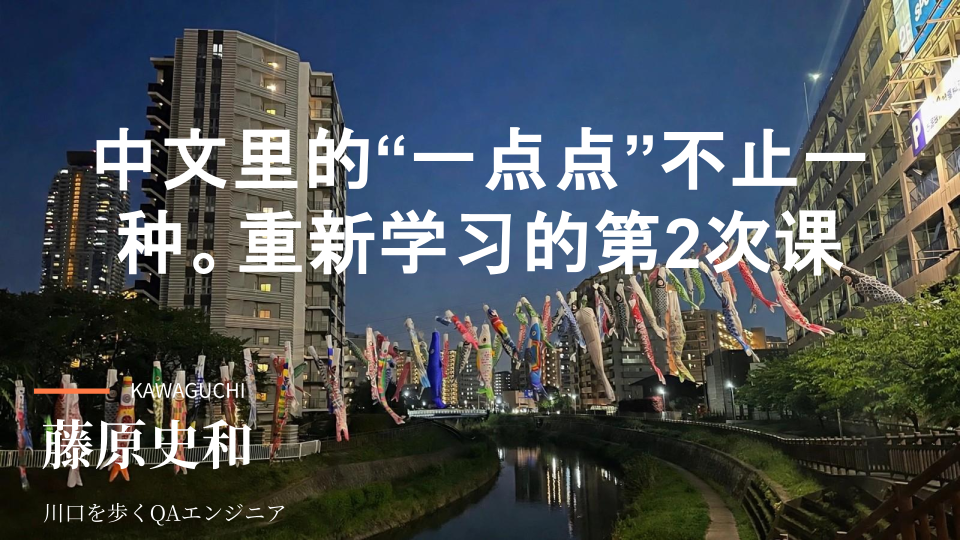 中文里的“一点点”不止一
种。重新学习的第2次课
KAWAGUCHI
藤原史和
川口を歩くQAエンジニア
P